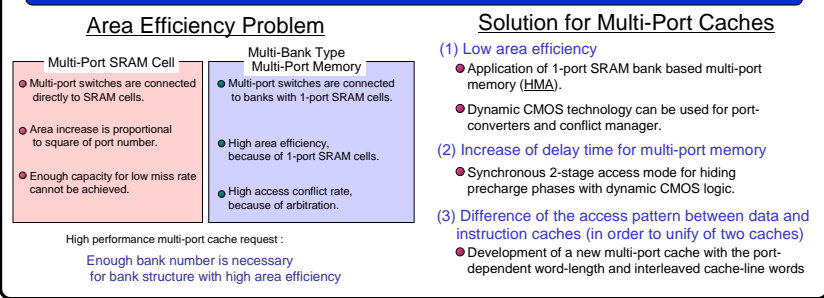 Area Efficiency Problem
Multi-Port SRAM Cell
Multi-port switches are connected
directly to SRAM cells.
Area increase is proportional
to square of port number.
Enough capacity for low miss rate
cannot be achieved.
Multi-Bank Type
Multi-Port Memory
Multi-port switches are connected
to banks with 1-port SRAM cells.
High area efficiency,
because of 1-port SRAM cells.
High access conflict rate,
because of arbitration.
High performance multi-port cache request :
Enough bank number is necessary
for bank structure with high area efficiency
Solution for Multi-Port Caches
(1) Low area efficiency
Application of 1-port SRAM bank based multi-port
memory (HMA).
Dynamic CMOS technology can be used for port-
converters and conflict manager.
(2) Increase of delay time for multi-port memory
Synchronous 2-stage access mode for hiding
precharge phases with dynamic CMOS logic.
(3) Difference of the access pattern between data and
instruction caches (in order to unify of two caches)
Development of a new multi-port cache with the port-
dependent word-length and interleaved cache-line words